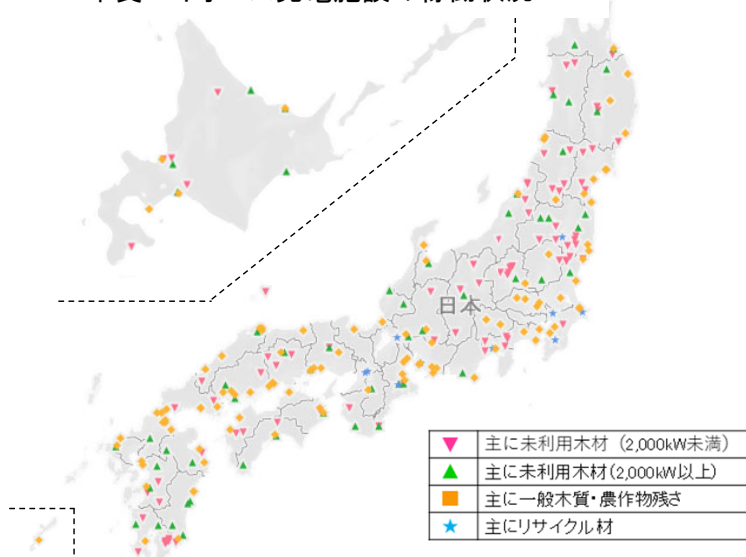 日本
主に未利用木材（2,000kW未満）
主に未利用木材(2,000kW以上)
主に一般木質・農作物残さ
主にリサイクル材